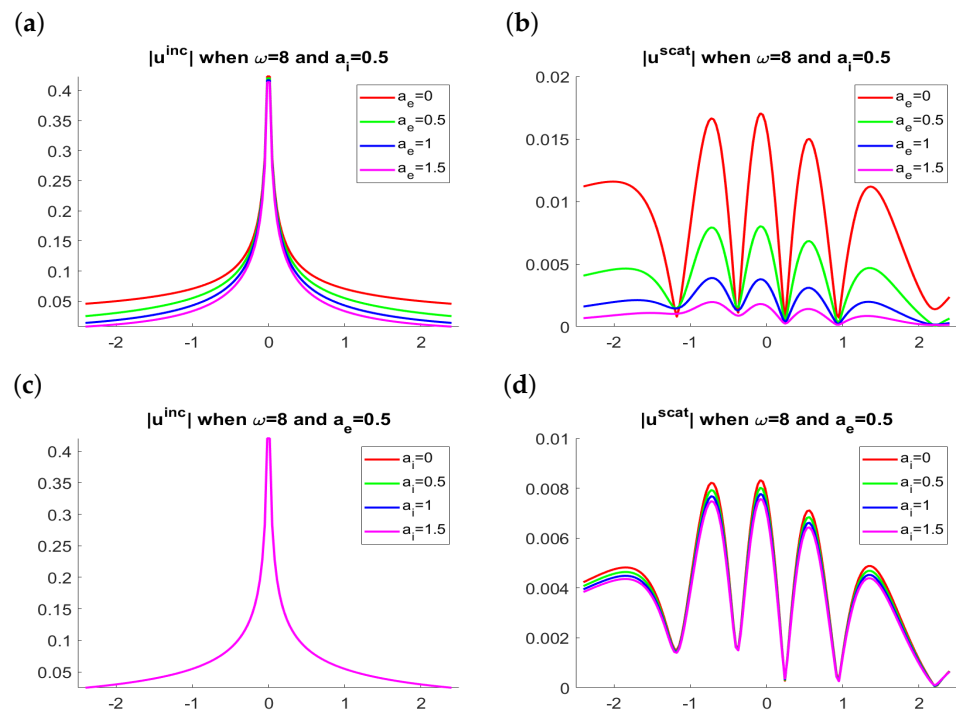 (a)
|u^inc| when ω=8 and a_i=0.5
0.4
0.35
0.3
0.25
0.2
0.15
0.1
0.05
-2 -1 0 1 2
a_e=0
a_e=0.5
a_e=1
a_e=1.5
(b)
|u^scat| when ω=8 and a_i=0.5
0.02
0.015
0.01
0.005
0
-2 -1 0 1 2
a_e=0
a_e=0.5
a_e=1
a_e=1.5
(c)
|u^inc| when ω=8 and a_e=0.5
0.4
0.35
0.3
0.25
0.2
0.15
0.1
0.05
-2 -1 0 1 2
a_i=0
a_i=0.5
a_i=1
a_i=1.5
(d)
|u^scat| when ω=8 and a_e=0.5
0.01
0.008
0.006
0.004
0.002
0
-2 -1 0 1 2
a_i=0
a_i=0.5
a_i=1
a_i=1.5